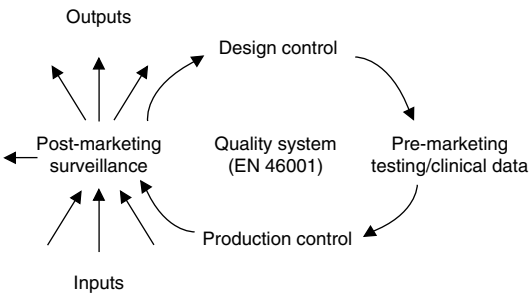 Outputs
Design control
Post-marketing
surveillance
Quality system
(EN 46001)
Pre-marketing
testing/clinical data
Production control
Inputs